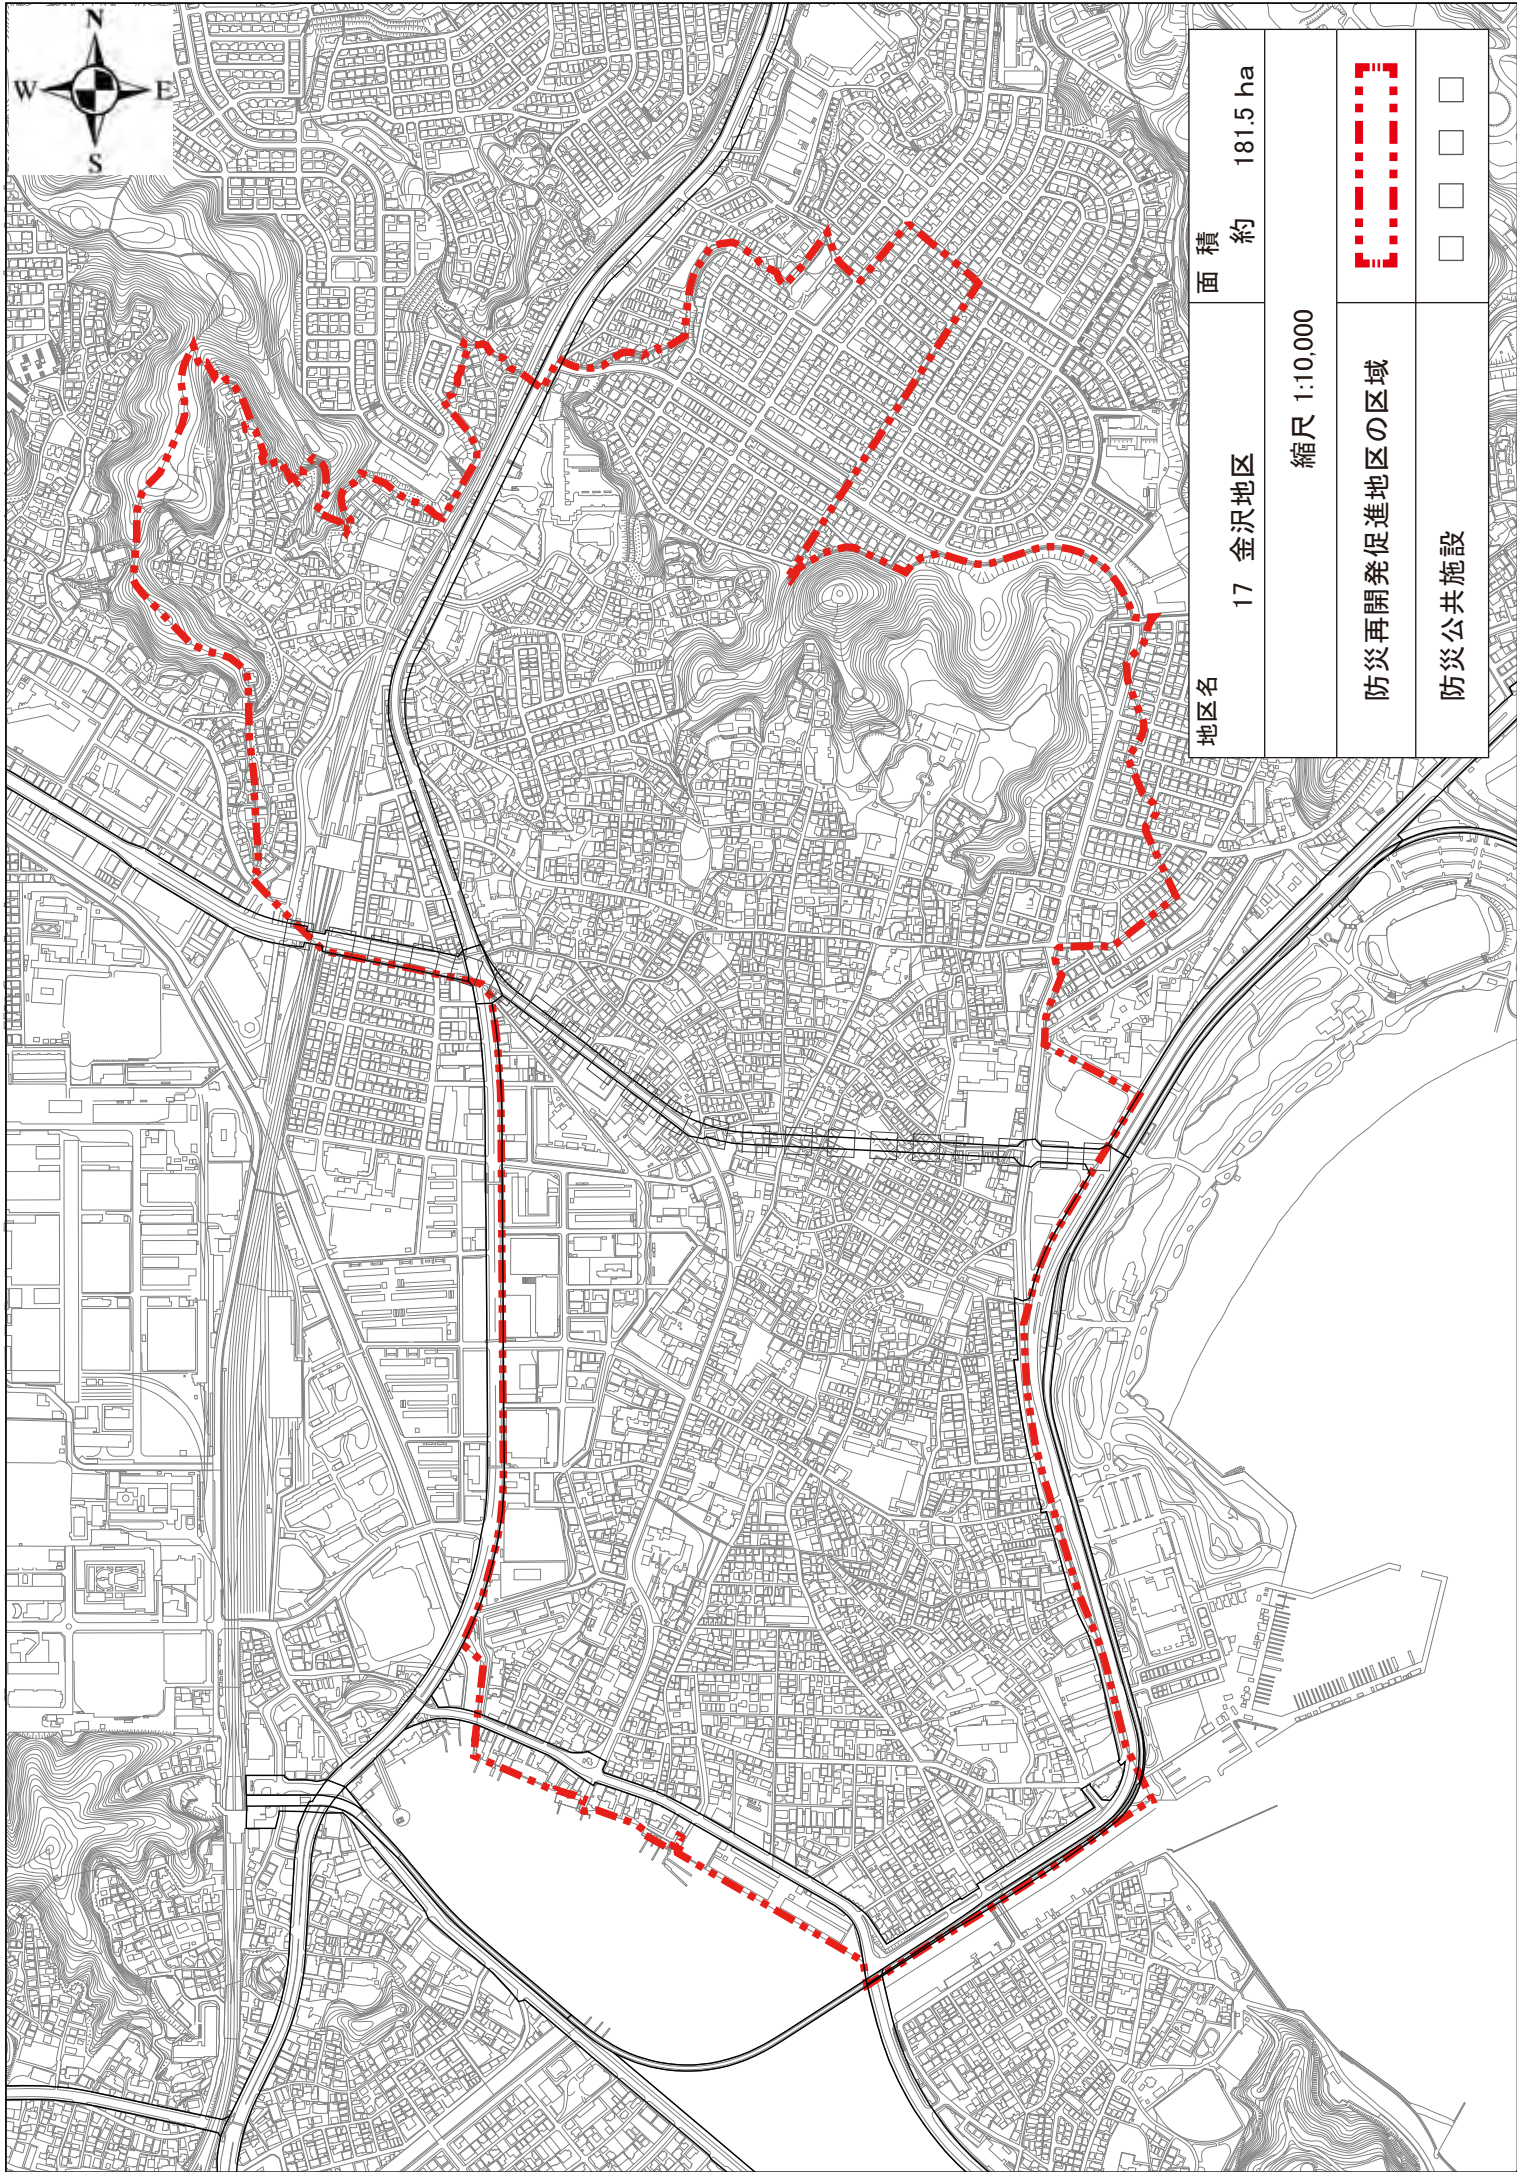 N
W
E
S
地区名
17 金沢地区
面積
約 181.5 ha
縮尺 1:10,000
防災再開発促進地区の区域
防災公共施設